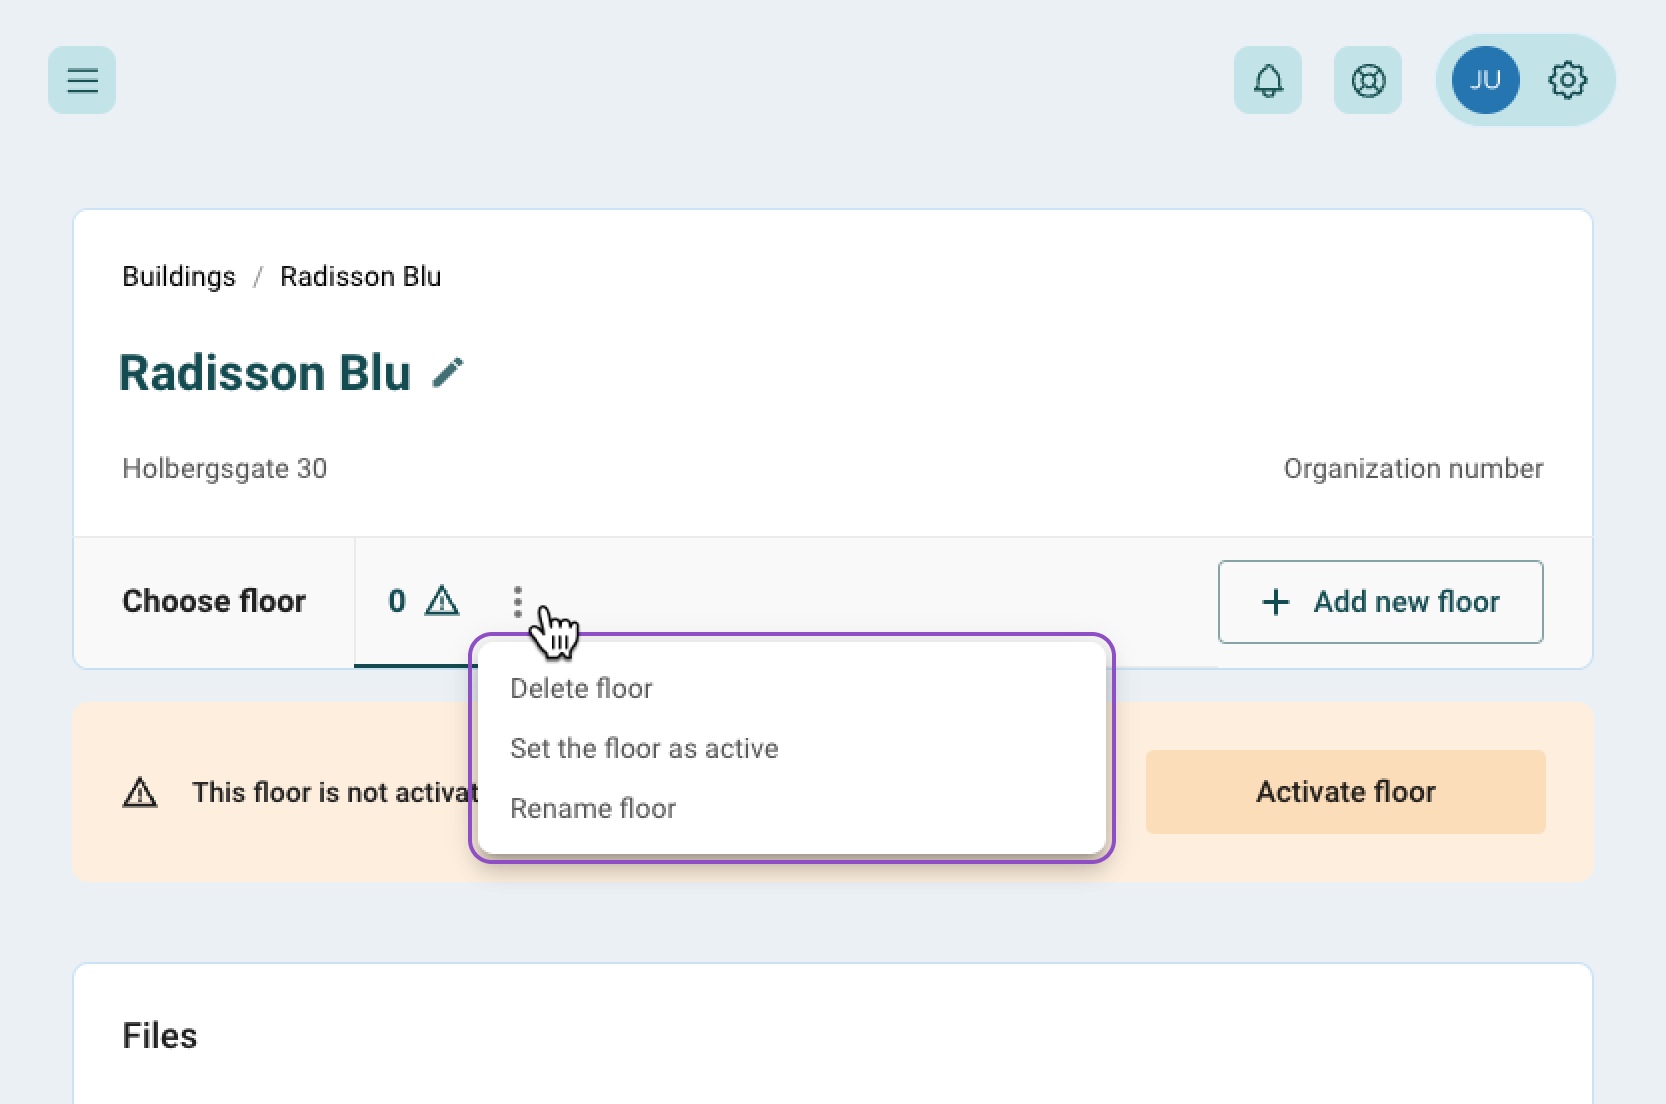 JU
Buildings / Radisson Blu
Radisson Blu
Holbergsgate 30
Organization number
Choose floor
0
Add new floor
Delete floor
Set the floor as active
Rename floor
This floor is not activat
Activate floor
Files